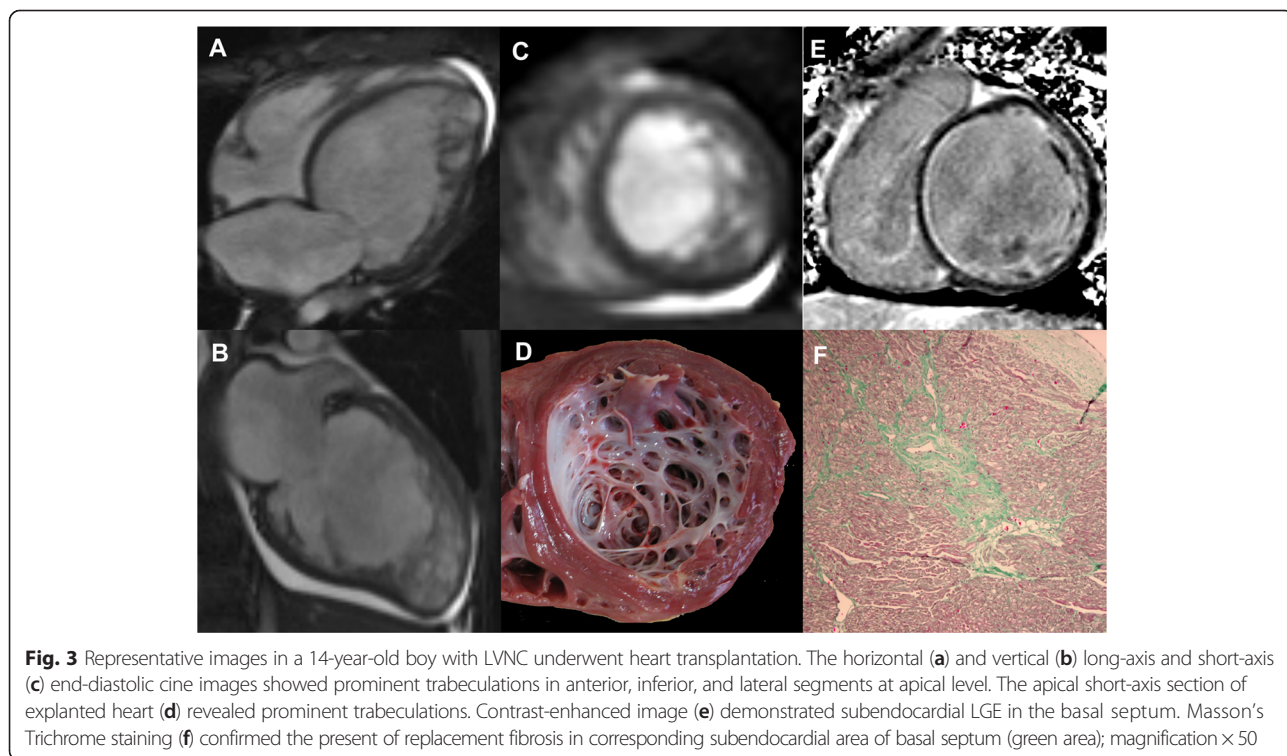 A
C
E
B
D
F
Fig. 3 Representative images in a 14-year-old boy with LVNC underwent heart transplantation. The horizontal (a) and vertical (b) long-axis and short-axis
(c) end-diastolic cine images showed prominent trabeculations in anterior, inferior, and lateral segments at apical level. The apical short-axis section of
explanted heart (d) revealed prominent trabeculations. Contrast-enhanced image (e) demonstrated subendocardial LGE in the basal septum. Masson's
Trichrome staining (f) confirmed the present of replacement fibrosis in corresponding subendocardial area of basal septum (green area); magnification × 50